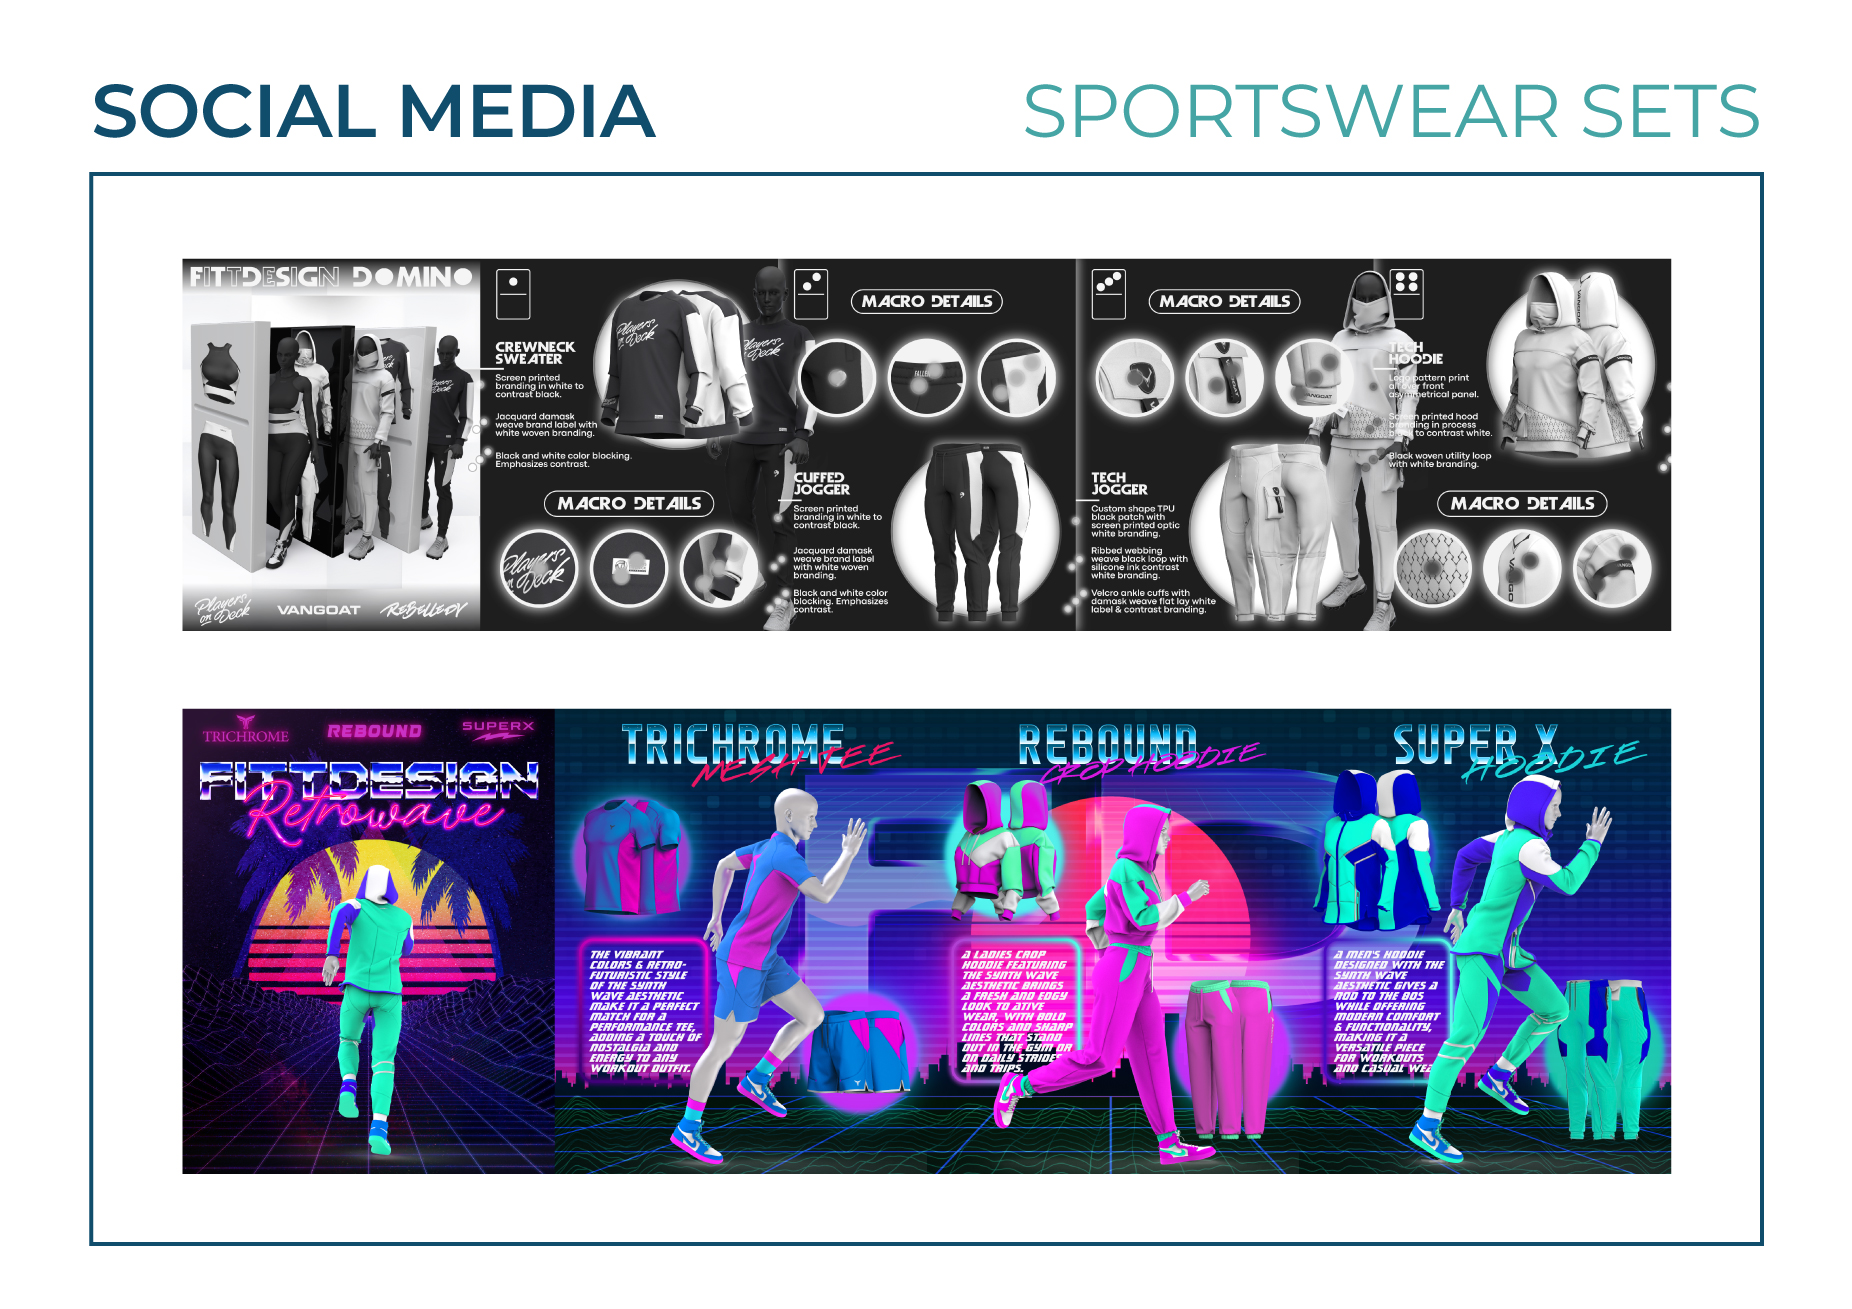 SOCIAL MEDIA
SPORTSWEAR SETS
FITTDESIGN DOMINO
Players
on Deck
VANGOAT
REBELLEON
CREWNECK
SWEATER
Screen printed
branding in white to
contrast black.
Jacquard damask
weave brand label with
white woven branding.
Black and white color blocking.
Emphasizes contrast.
MACRO DETAILS
Players
on Deck
Players
on Deck
Players
Deck
MACRO DETAILS
FALLEN
CUFFED
JOGGER
Screen printed
branding in white to
contrast black.
Jacquard damask
weave brand label
with white woven
branding.
Black and white color
blocking. Emphasizes
contrast.
MACRO DETAILS
VANGOAT
TECH
JOGGER
Custom shape TPU
black patch with
screen printed optic
white branding.
Ribbed webbing
weave black loop with
silicone ink contrast
white branding.
Velcro ankle cuffs with
damask weave flat lay white
label & contrast branding.
TECH
HOODIE
Logo pattern print
all over front
asymmetrical panel.
Screen printed hood
branding in process
black to contrast white.
Black woven utility loop
with white branding.
MACRO DETAILS
TRICHROME
REBOUND
SUPERX
FITTDESIGN
Retrowave
TRICHROME
MESH TEE
THE VIBRANT
COLORS & RETRO-
FUTURISTIC STYLE
OF THE SYNTH
WAVE AESTHETIC
MAKE IT A PERFECT
MATCH FOR A
PERFORMANCE TEE,
ADDING A TOUCH OF
NOSTALGIA AND
ENERGY TO ANY
WORKOUT OUTFIT.
REBOUND
CROP HOODIE
A LADIES CROP
HOODIE FEATURING
THE SYNTH WAVE
AESTHETIC BRINGS
A FRESH AND EDGY
LOOK TO ATIVE
WEAR, WITH BOLD
COLORS AND SHARP
LINES THAT STAND
OUT IN THE GYM OR
ON DAILY STRIDES
AND TRIPS.
SUPER X
HOODIE
A MEN'S HOODIE
DESIGNED WITH THE
SYNTH WAVE
AESTHETIC GIVES A
NOD TO THE 80S
WHILE OFFERING
MODERN COMFORT
& FUNCTIONALITY,
MAKING IT A
VERSATILE PIECE
FOR WORKOUTS
AND CASUAL WEA